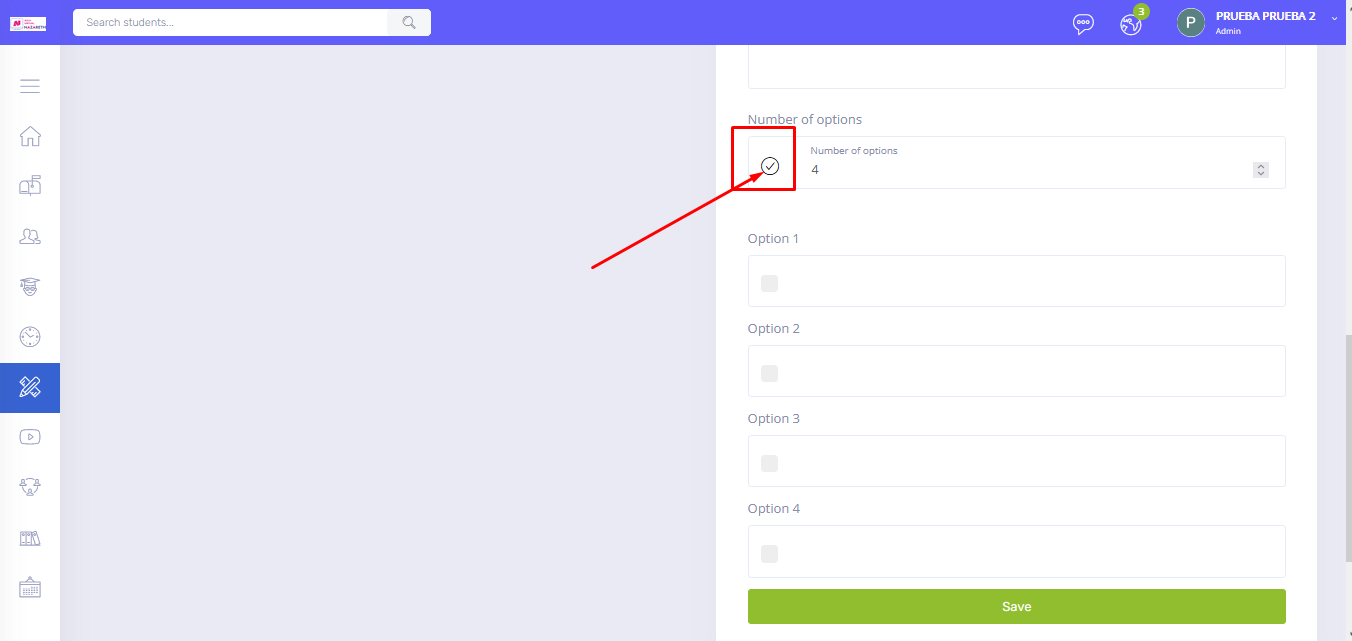 NAZARETH
Search students...
3
P
PRUEBA PRUEBA 2
Admin
Number of options
Number of options
4
Option 1
Option 2
Option 3
Option 4
Save